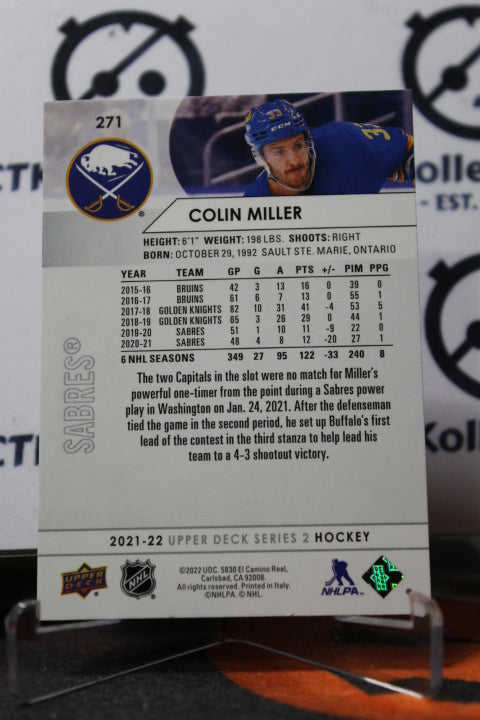 271
33
CCM
COLIN MILLER
HEIGHT: 6'1" WEIGHT: 198 LBS. SHOOTS: RIGHT
BORN: OCTOBER 29, 1992 SAULT STE. MARIE, ONTARIO
YEAR TEAM GP G A PTS +/- PIM PPG
2015-16 BRUINS 42 3 13 16 0 39 0
2016-17 BRUINS 61 6 7 13 0 55 1
2017-18 GOLDEN KNIGHTS 82 10 31 41 -4 53 5
2018-19 GOLDEN KNIGHTS 65 3 26 29 0 44 1
2019-20 SABRES 51 1 10 11 -9 22 0
2020-21 SABRES 48 4 8 12 -20 27 1
6 NHL SEASONS 349 27 95 122 -33 240 8
SABRES®
The two Capitals in the slot were no match for Miller's
powerful one-timer from the point during a Sabres power
play in Washington on Jan. 24, 2021. After the defenseman
tied the game in the second period, he set up Buffalo's first
lead of the contest in the third stanza to help lead his
team to a 4-3 shootout victory.
2021-22 UPPER DECK SERIES 2 HOCKEY
UPPER DECK
NHL
©2022 UDC. 5830 El Camino Real,
Carlsbad, CA 92008.
All rights reserved. Printed in Italy.
©NHLPA. © NHL.
NHLPA
Kolle
- EST.